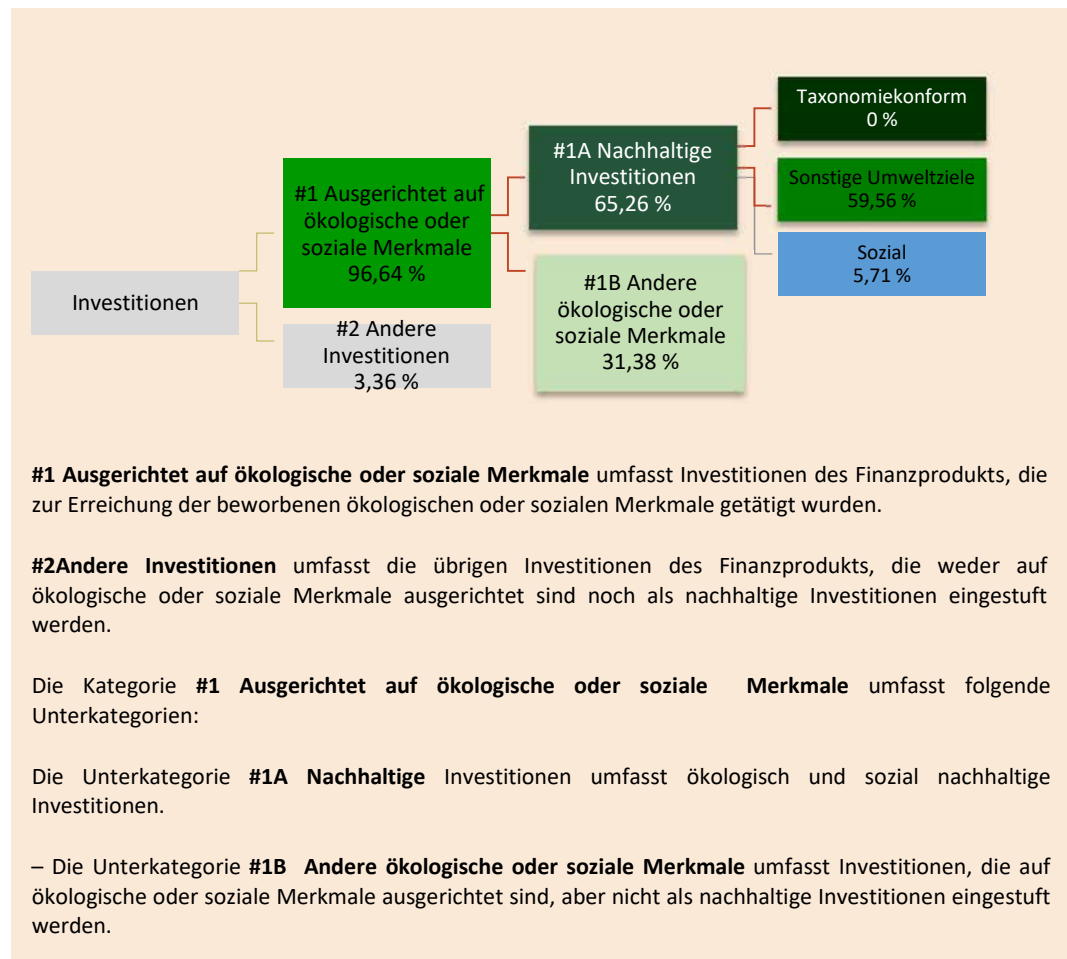 Taxonomiekonform
0 %
#1A Nachhaltige
Investitionen
65,26 %
#1 Ausgerichtet auf
ökologische oder
soziale Merkmale
96,64 %
Sonstige Umweltziele
59,56 %
Sozial
5,71 %
#1B Andere
ökologische oder
soziale Merkmale
31,38 %
Investitionen
#2 Andere
Investitionen
3,36 %
#1 Ausgerichtet auf ökologische oder soziale Merkmale umfasst Investitionen des Finanzprodukts, die
zur Erreichung der beworbenen ökologischen oder sozialen Merkmale getätigt wurden.
#2Andere Investitionen umfasst die übrigen Investitionen des Finanzprodukts, die weder auf
ökologische oder soziale Merkmale ausgerichtet sind noch als nachhaltige Investitionen eingestuft
werden.
Die Kategorie #1 Ausgerichtet auf ökologische oder soziale Merkmale umfasst folgende
Unterkategorien:
Die Unterkategorie #1A Nachhaltige Investitionen umfasst ökologisch und sozial nachhaltige
Investitionen.
– Die Unterkategorie #1B Andere ökologische oder soziale Merkmale umfasst Investitionen, die auf
ökologische oder soziale Merkmale ausgerichtet sind, aber nicht als nachhaltige Investitionen eingestuft
werden.